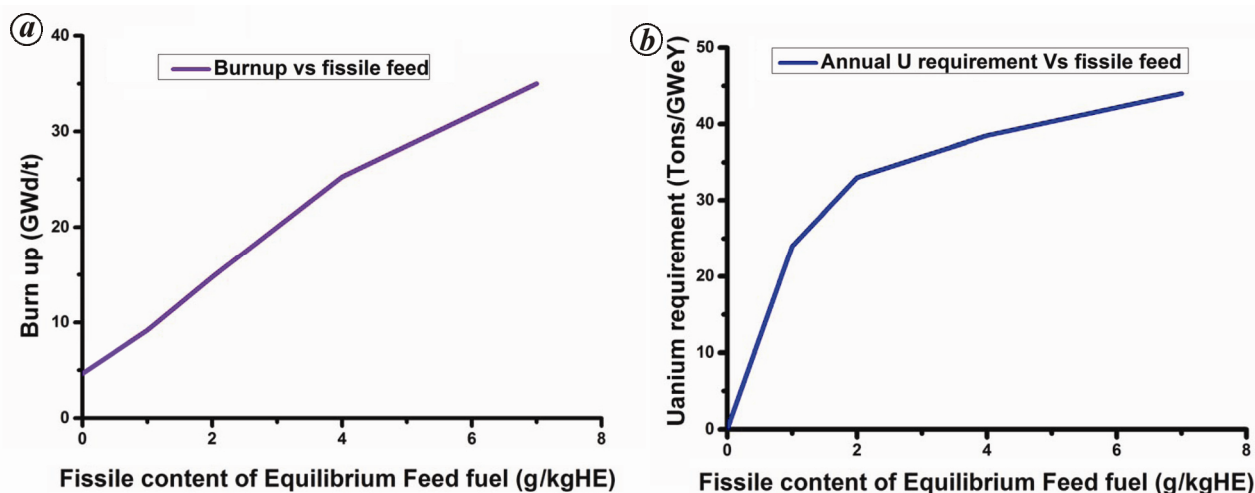 a
Burnup vs fissile feed
Burn up (GWd/t)
40
30
20
10
0
0 2 4 6 8
Fissile content of Equilibrium Feed fuel (g/kgHE)
b
Annual U requirement Vs fissile feed
Uanium requirement (Tons/GWeY)
50
40
30
20
10
0
0 2 4 6 8
Fissile content of Equilibrium Feed fuel (g/kgHE)